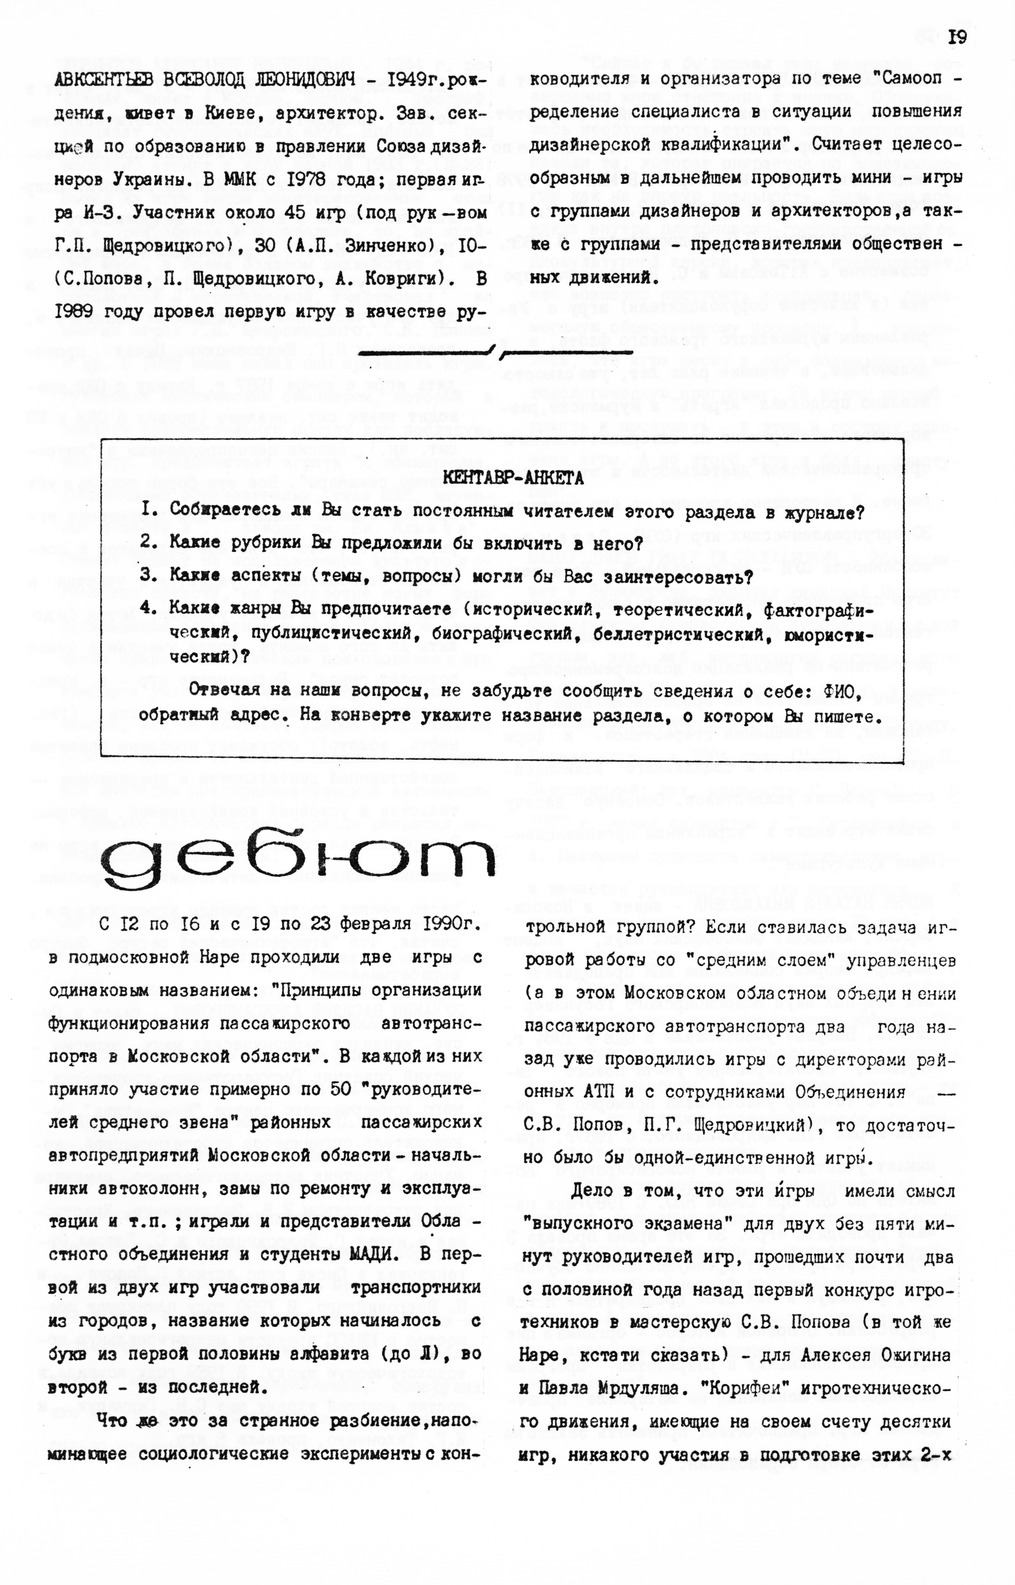 19
АВКСЕНТЬЕВ ВСЕВОЛОД ЛЕОНИДОВИЧ - 1949г.рож-
дения, живет в Киеве, архитектор. Зав. сек-
цией по образованию в правлении Союза дизай-
неров Украины. В ММК с 1978 года; первая иг-
ра И-3. Участник около 45 игр (под рук-вом
Г.П. Щедровицкого), 30 (А.П. Зинченко), 10-
(С.Попова, П. Щедровицкого, А. Ковриги). В
1989 году провел первую игру в качестве ру-
ководителя и организатора по теме "Самооп -
ределение специалиста в ситуации повышения
дизайнерской квалификации". Считает целесо-
образным в дальнейшем проводить мини - игры
с группами дизайнеров и архитекторов,а так-
же с группами - представителями обществен -
ных движений.
КЕНТАВР-АНКЕТА
1. Собираетесь ли Вы стать постоянным читателем этого раздела в журнале?
2. Какие рубрики Вы предложили бы включить в него?
3. Какие аспекты (темы, вопросы) могли бы Вас заинтересовать?
4. Какие жанры Вы предпочитаете (исторический, теоретический, фактографи-
ческий, публицистический, биографический, беллетристический, юмористи-
ческий)?
Отвечая на наши вопросы, не забудьте сообщить сведения о себе: ФИО,
обратный адрес. На конверте укажите название раздела, о котором Вы пишете.
дебют
С 12 по 16 и с 19 по 23 февраля 1990г.
в подмосковной Наре проходили две игры с
одинаковым названием: "Принципы организации
функционирования пассажирского автотранс-
порта в Московской области". В каждой из них
приняло участие примерно по 50 "руководите-
лей среднего звена" районных пассажирских
автопредприятий Московской области - началь-
ники автоколонн, замы по ремонту и эксплуа-
тации и т.п. ; играли и представители Обла -
стного объединения и студенты МАДИ. В пер-
вой из двух игр участвовали транспортники
из городов, название которых начиналось с
букв из первой половины алфавита (до Л), во
второй - из последней.
Что же это за странное разбиение,напо-
минающее социологические эксперименты с кон-
трольной группой? Если ставилась задача иг-
ровой работы со "средним слоем" управленцев
(а в этом Московском областном объединении
пассажирского автотранспорта два года на-
зад уже проводились игры с директорами рай-
онных АТП и с сотрудниками Объединения —
С.В. Попов, П.Г. Щедровицкий), то достаточ-
но было бы одной-единственной игры.
Дело в том, что эти игры имели смысл
"выпускного экзамена" для двух без пяти ми-
нут руководителей игр, прошедших почти два
с половиной года назад первый конкурс игро-
техников в мастерскую С.В. Попова (в той же
Наре, кстати сказать) - для Алексея Ожигина
и Павла Мрдуляша. "Корифеи" игротехническо-
го движения, имеющие на своем счету десятки
игр, никакого участия в подготовке этих 2-х